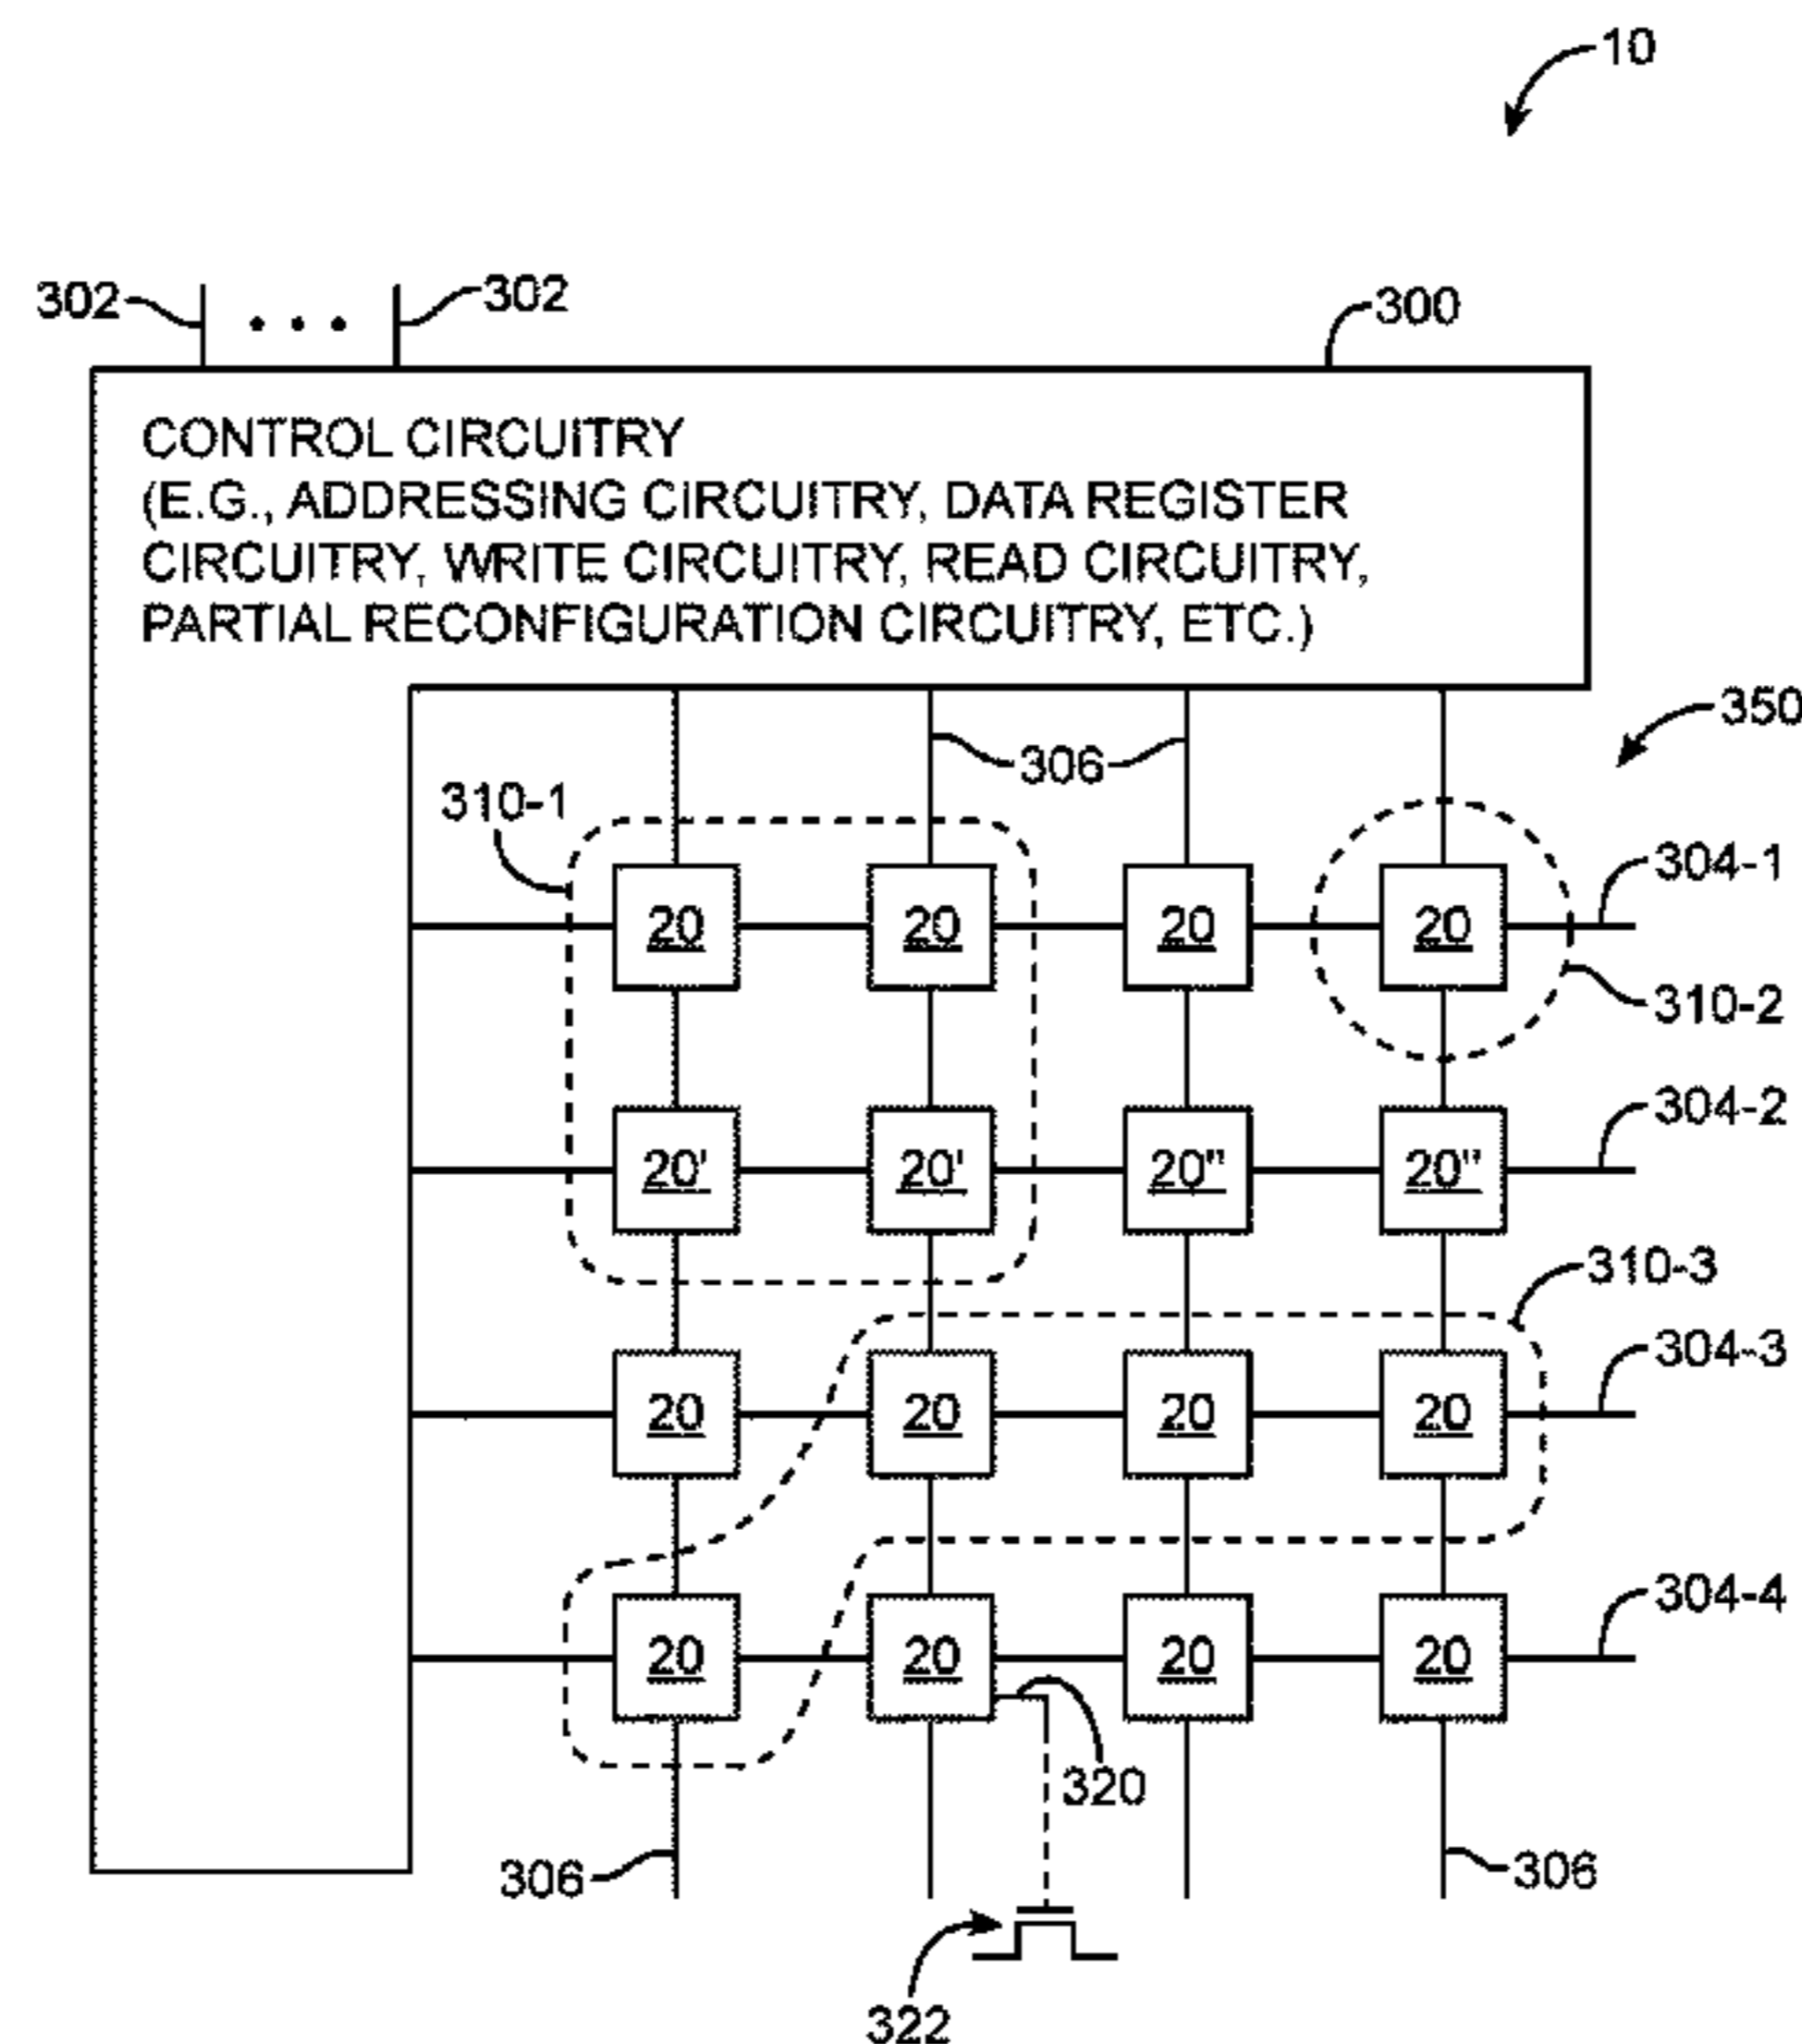 10
302 302
300
CONTROL CIRCUITRY
(E.G., ADDRESSING CIRCUITRY, DATA REGISTER
CIRCUITRY, WRITE CIRCUITRY, READ CIRCUITRY,
PARTIAL RECONFIGURATION CIRCUITRY, ETC.)
350
306
310-1
304-1
20 20 20 20
310-2
304-2
20' 20' 20" 20"
310-3
304-3
20 20 20 20
304-4
20 20 20 20
320
306 306
322